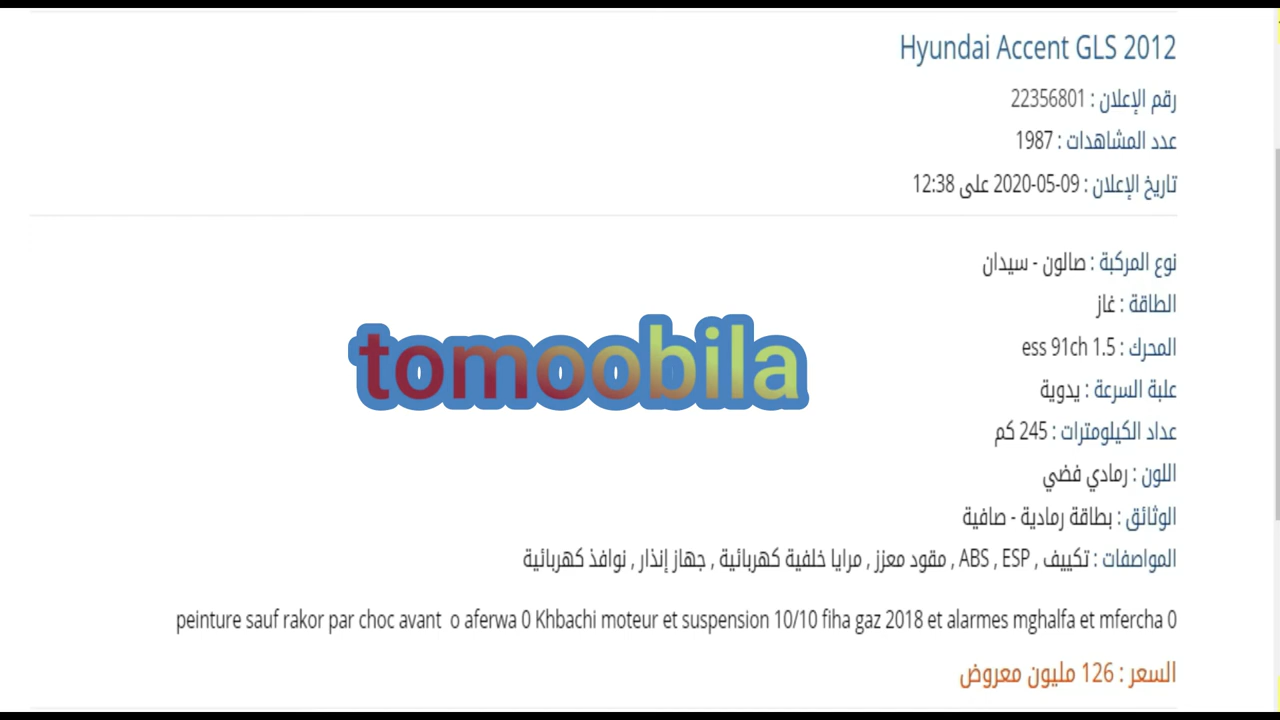 Hyundai Accent GLS 2012
رقم الإعلان : 22356801
عدد المشاهدات : 1987
تاريخ الإعلان : 09-05-2020 على 12:38
نوع المركبة : صالون - سيدان
الطاقة : غاز
المحرك : 1.5 ess 91ch
علبة السرعة : يدوية
عداد الكيلومترات : 245 كم
اللون : رمادي فضي
الوثائق : بطاقة رمادية - صافية
المواصفات : تكييف , ABS , ESP , مقود معزز , مرايا خلفية كهربائية , جهاز إنذار , نوافذ كهربائية
peinture sauf rakor par choc avant o aferwa 0 Khbachi moteur et suspension 10/10 fiha gaz 2018 et alarmes mghalfa et mfercha 0
السعر : 126 مليون معروض
tomoobila